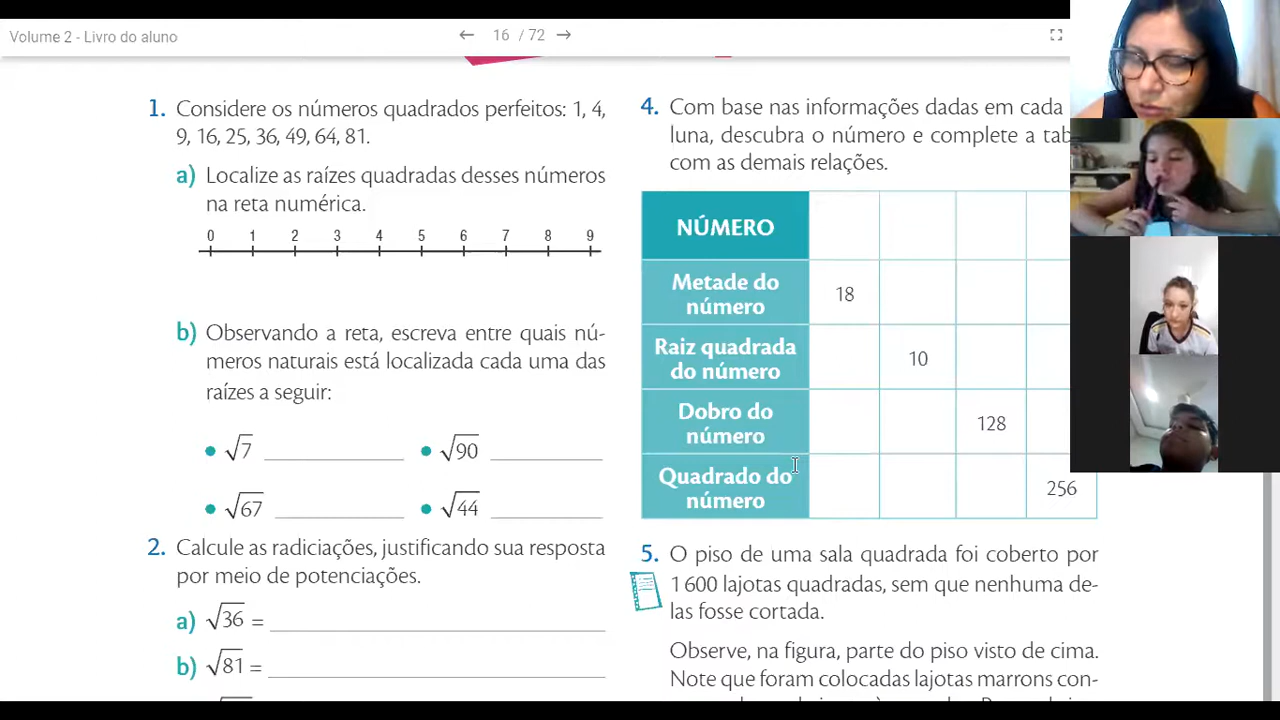 Volume 2 - Livro do aluno
16 / 72
1. Considere os números quadrados perfeitos: 1, 4,
9, 16, 25, 36, 49, 64, 81.
a) Localize as raízes quadradas desses números
na reta numérica.
0 1 2 3 4 5 6 7 8 9
b) Observando a reta, escreva entre quais nú-
meros naturais está localizada cada uma das
raízes a seguir:
• √7 • √90
• √67 • √44
2. Calcule as radiciações, justificando sua resposta
por meio de potenciações.
a) √36 =
b) √81 =
4. Com base nas informações dadas em cada
luna, descubra o número e complete a tab
com as demais relações.
NÚMERO
Metade do
número
18
Raiz quadrada
do número
10
Dobro do
número
128
Quadrado do
número
256
5. O piso de uma sala quadrada foi coberto por
1 600 lajotas quadradas, sem que nenhuma de-
las fosse cortada.
Observe, na figura, parte do piso visto de cima.
Note que foram colocadas lajotas marrons con-